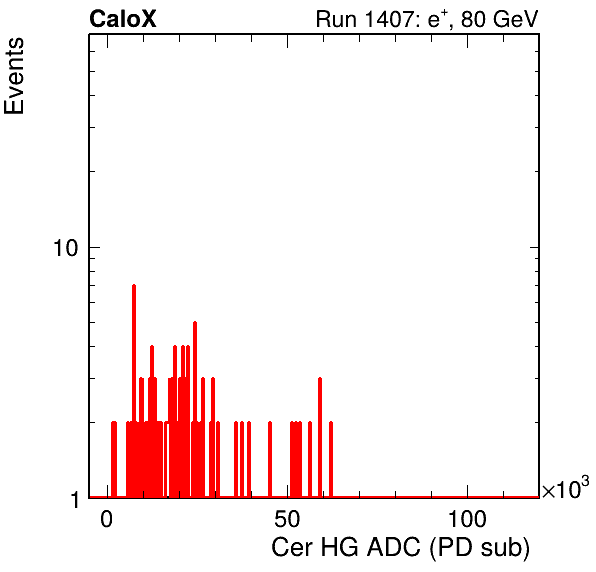 CaloX Run 1407: e⁺, 80 GeV
Events
10
1
0 50 100
×10³
Cer HG ADC (PD sub)